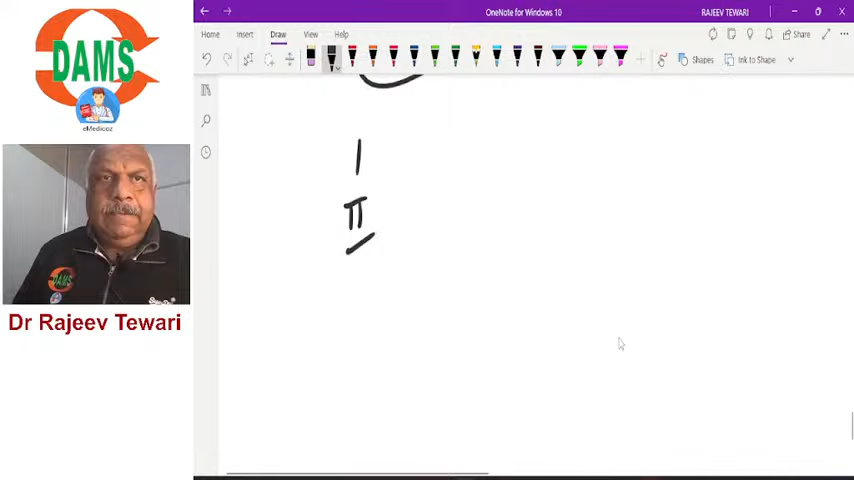 OneNote for Windows 10
RAJEEV TEWARI
Home Insert Draw View Help
Share
Shapes
Ink to Shape
DAMS
eMedicoz
DAMS
I
II
Dr Rajeev Tewari